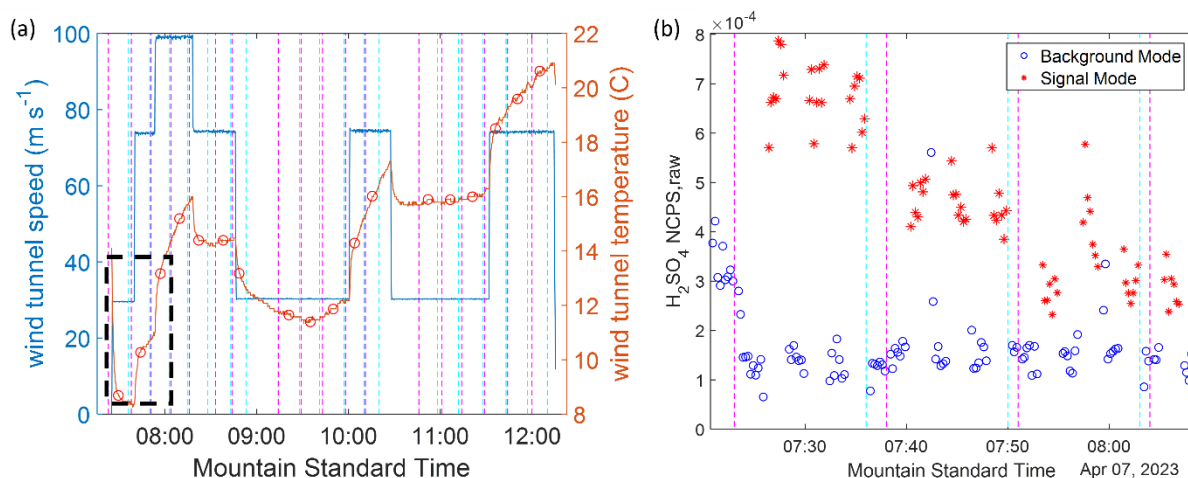 (a)
wind tunnel speed (m s⁻¹)
100
80
60
40
20
0
08:00 09:00 10:00 11:00 12:00
Mountain Standard Time
22
20
18
16
14
12
10
8
wind tunnel temperature (C)
(b)
×10⁻⁴
H₂SO₄ NCPS,raw
8
7
6
5
4
3
2
1
0
Background Mode
Signal Mode
07:30 07:40 07:50 08:00
Mountain Standard Time Apr 07, 2023